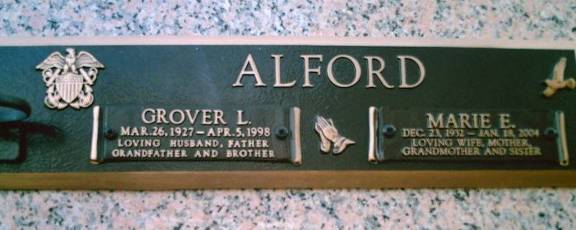 ALFORD
GROVER L.
MAR. 26, 1927 – APR. 5, 1998
LOVING HUSBAND, FATHER
GRANDFATHER AND BROTHER
MARIE E.
DEC. 23, 1932 – JAN. 18, 2004
LOVING WIFE, MOTHER,
GRANDMOTHER AND SISTER